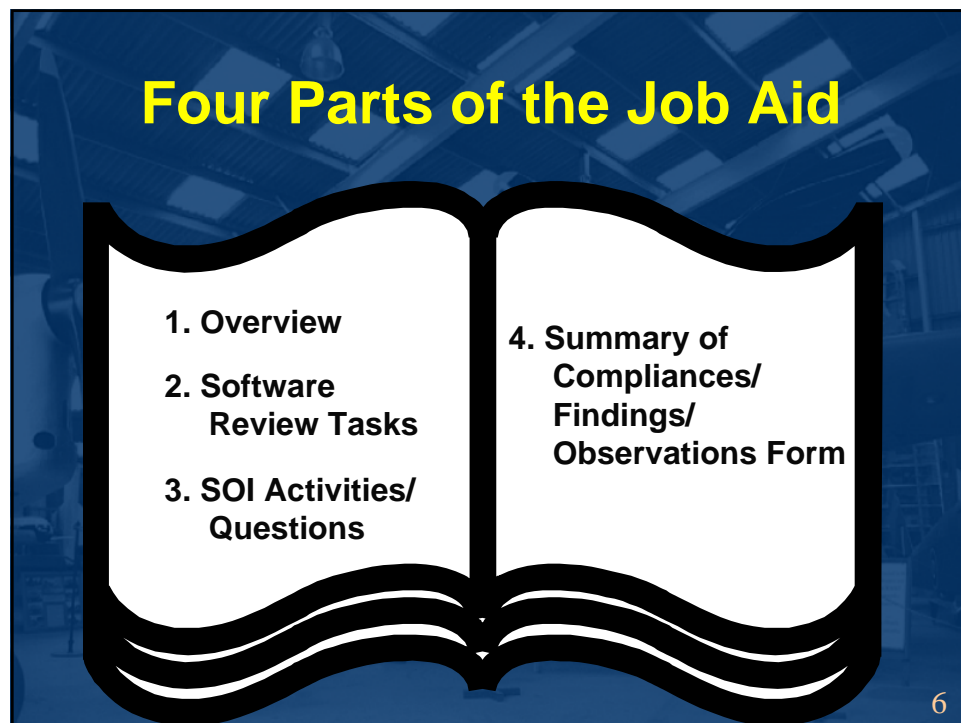 Four Parts of the Job Aid
1. Overview
2. Software
Review Tasks
3. SOI Activities/
Questions
4. Summary of
Compliances/
Findings/
Observations Form
6